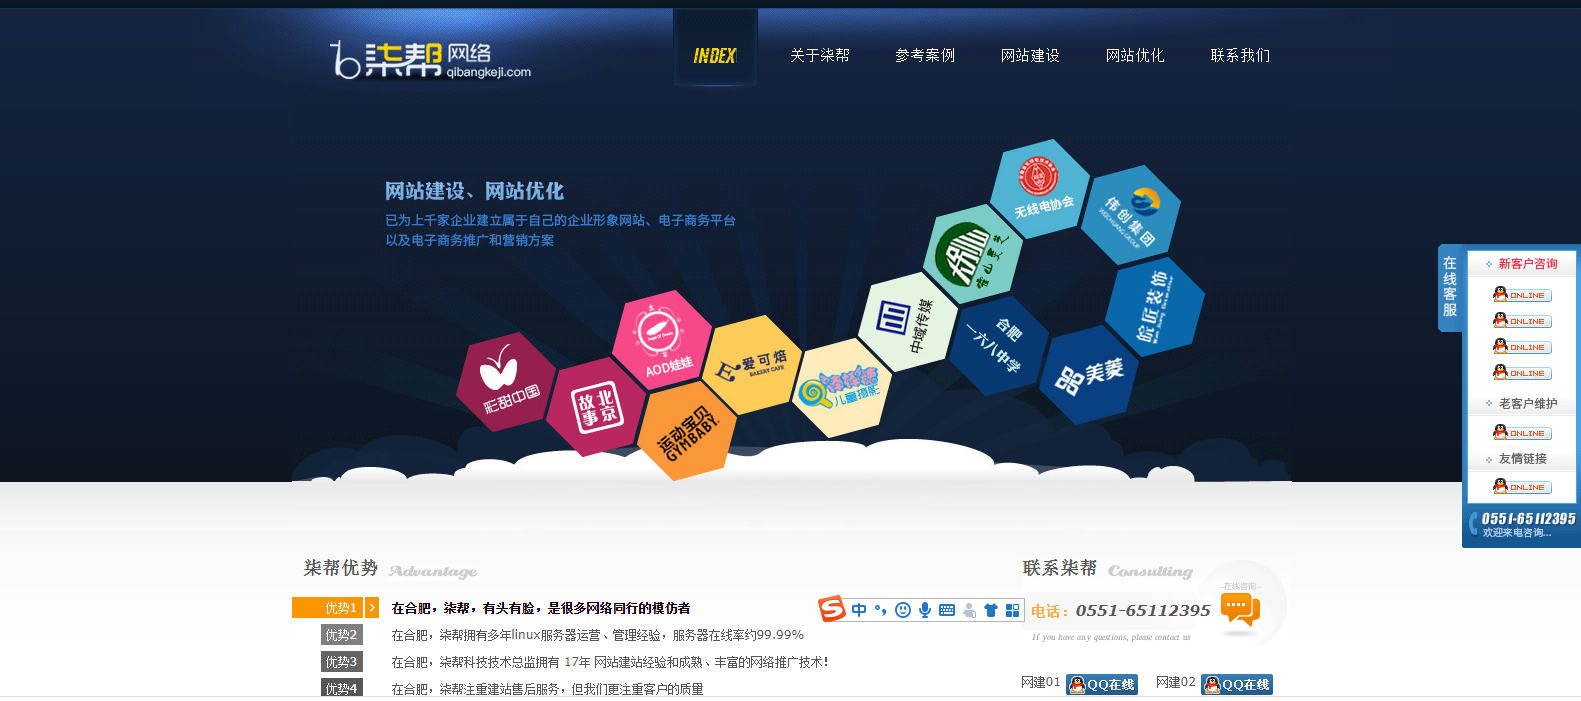 柒帮网络
qibangkeji.com
INDEX
关于柒帮
参考案例
网站建设
网站优化
联系我们
网站建设、网站优化
已为上千家企业建立属于自己的企业形象网站、电子商务平台
以及电子商务推广和营销方案
无线电协会
伟创集团
WEICHUANG GROUP
霍山灵芝
中域传媒
合肥
一六八中学
皖匠装饰
美菱
彩甜中国
北京故事
AOD娃娃
运动宝贝
GYMBABY
爱可焙
BAKERY CAFE
儿童摄影
在线客服
新客户咨询
ONLINE
ONLINE
ONLINE
ONLINE
老客户维护
ONLINE
友情链接
ONLINE
0551-65112395
欢迎来电咨询...
柒帮优势 Advantage
优势1 在合肥，柒帮，有头有脸，是很多网络同行的模仿者
优势2 在合肥，柒帮拥有多年linux服务器运营、管理经验，服务器在线率约99.99%
优势3 在合肥，柒帮科技技术总监拥有 17年 网站建站经验和成熟、丰富的网络推广技术！
优势4 在合肥，柒帮注重建站售后服务，但我们更注重客户的质量
S中
联系柒帮 Consulting
在线咨询
电话：0551-65112395
If you have any questions, please contact us
网建01 QQ在线 网建02 QQ在线